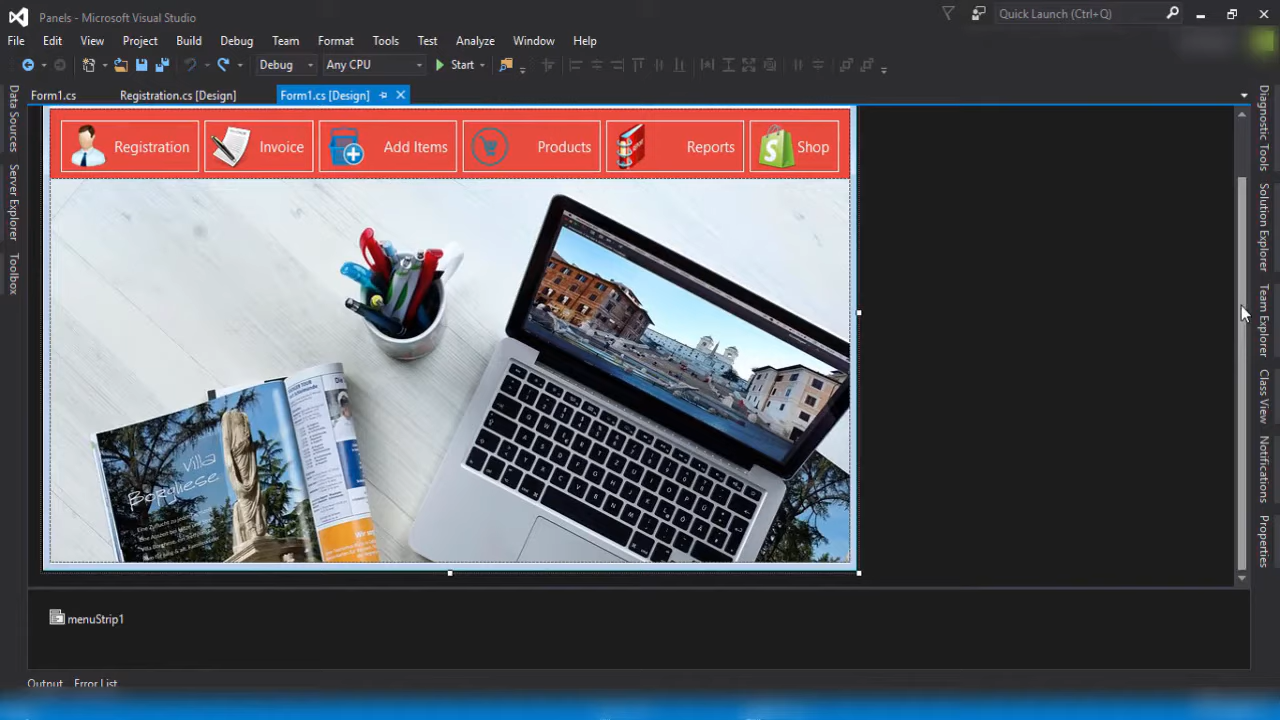 Panels - Microsoft Visual Studio
Quick Launch (Ctrl+Q)
File Edit View Project Build Debug Team Format Tools Test Analyze Window Help
Debug Any CPU Start
Form1.cs Registration.cs [Design] Form1.cs [Design]
Data Sources
Server Explorer
Toolbox
Registration Invoice Add Items Products Reports Shop
Villa
Borghese
menuStrip1
Output Error List
Diagnostic Tools
Solution Explorer
Team Explorer
Class View
Notifications
Properties